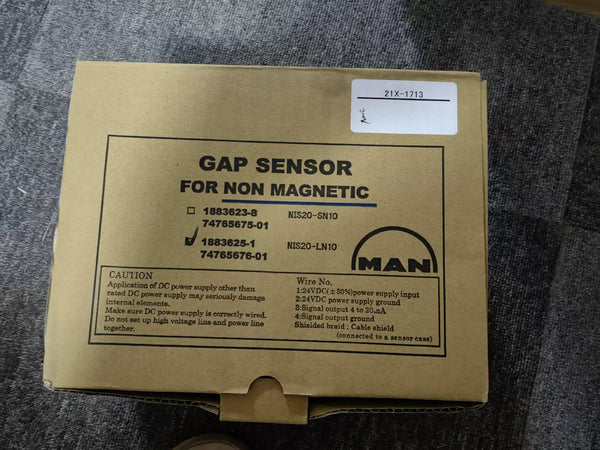 21X-1713
GAP SENSOR
FOR NON MAGNETIC
1883623-8 NIS20-SN10
74765675-01
1883625-1 NIS20-LN10
74765676-01
MAN
CAUTION
Application of DC power supply other than
rated DC power supply may seriously damage
internal elements.
Make sure DC power supply is correctly wired.
Do not set up high voltage line and power line
together.
Wire No.
1:24VDC(±30%)power supply input
2:24VDC power supply ground
3:Signal output 4 to 20mA
4:Signal output ground
Shielded braid : Cable shield
(connected to a sensor case)